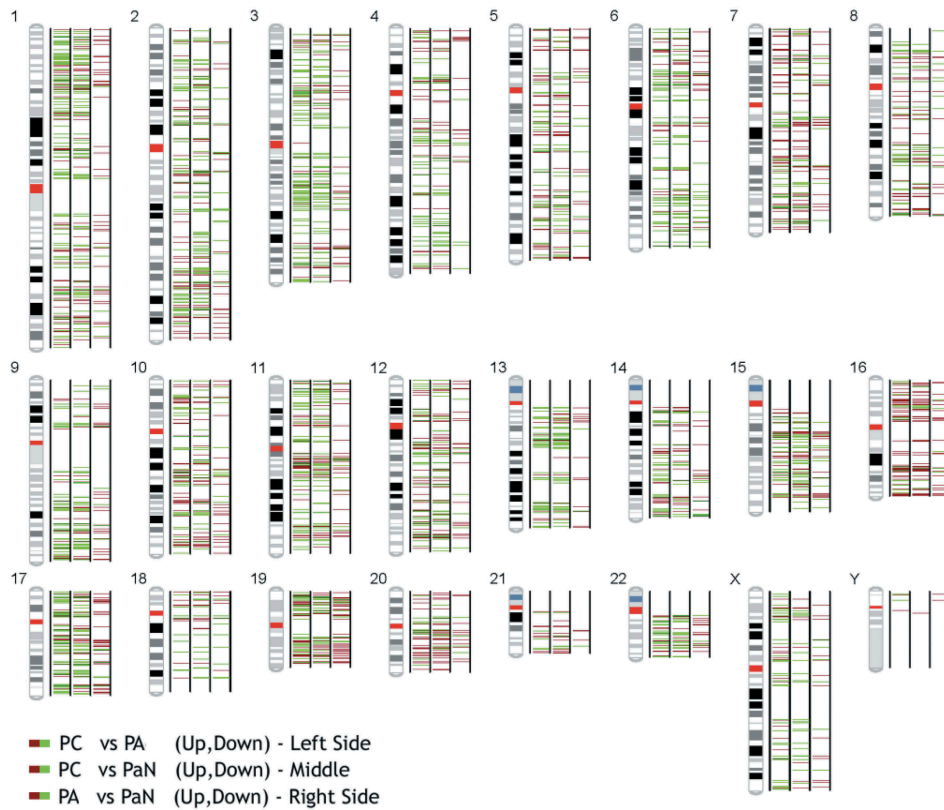 1 2 3 4 5 6 7 8
9 10 11 12 13 14 15 16
17 18 19 20 21 22 X Y
PC vs PA (Up,Down) - Left Side
PC vs PaN (Up,Down) - Middle
PA vs PaN (Up,Down) - Right Side